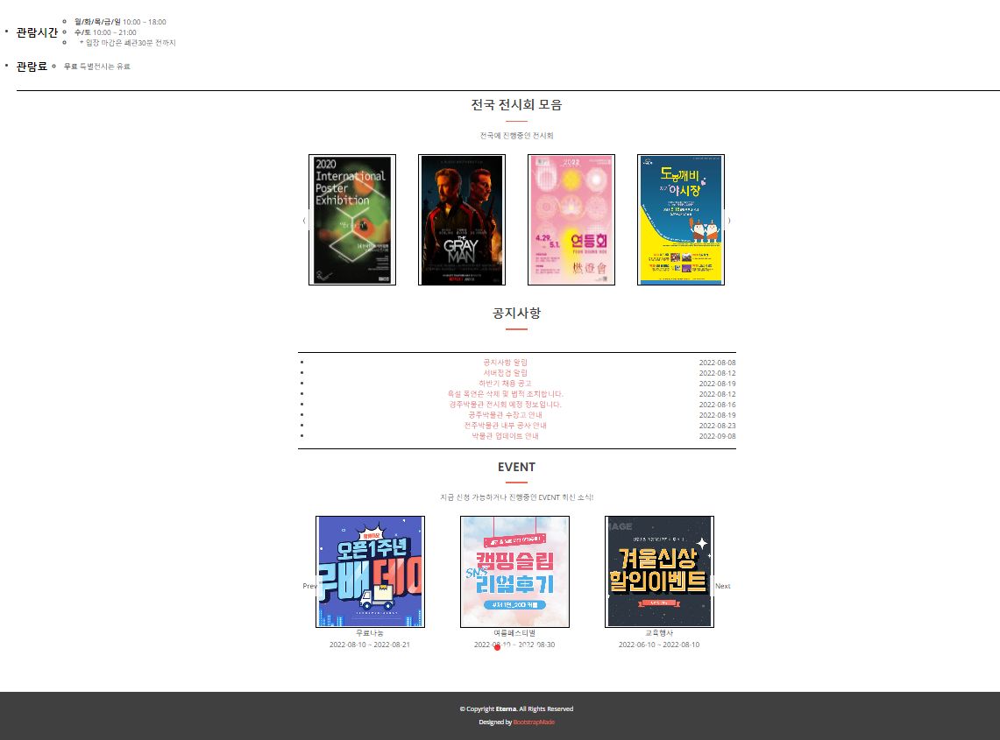 관람시간
월/화/목/금/일 10:00 ~ 18:00
수/토 10:00 ~ 21:00
* 입장 마감은 폐관30분 전까지
관람료
무료 특별전시는 유료
전국 전시회 모음
전국에 진행중인 전시회
2020
International
Poster
Exhibition
"Breath"
THE
GRAY
MAN
2022
4.29.
5.1.
연등회
燃燈會
도농깨비
야시장
공지사항
공지사항 알림 2022-08-08
서버점검 알림 2022-08-12
하반기 채용 공고 2022-08-19
욕설 폭언은 삭제 및 법적 조치합니다. 2022-08-12
경주박물관 전시회 예정 정보입니다. 2022-08-16
공주박물관 수장고 안내 2022-08-19
전주박물관 내부 공사 안내 2022-08-23
박물관 업데이트 안내 2022-09-08
EVENT
지금 신청 가능하거나 진행중인 EVENT 최신 소식!
오픈1주년
무배데이
캠핑슬립
SNS
리얼후기
겨울신상
할인이벤트
Prev
Next
무료나눔
2022-08-10 ~ 2022-08-21
여름페스티벌
2022-08-19 ~ 2022-08-30
교육행사
2022-06-10 ~ 2022-08-10
© Copyright Eterna. All Rights Reserved
Designed by BootstrapMade